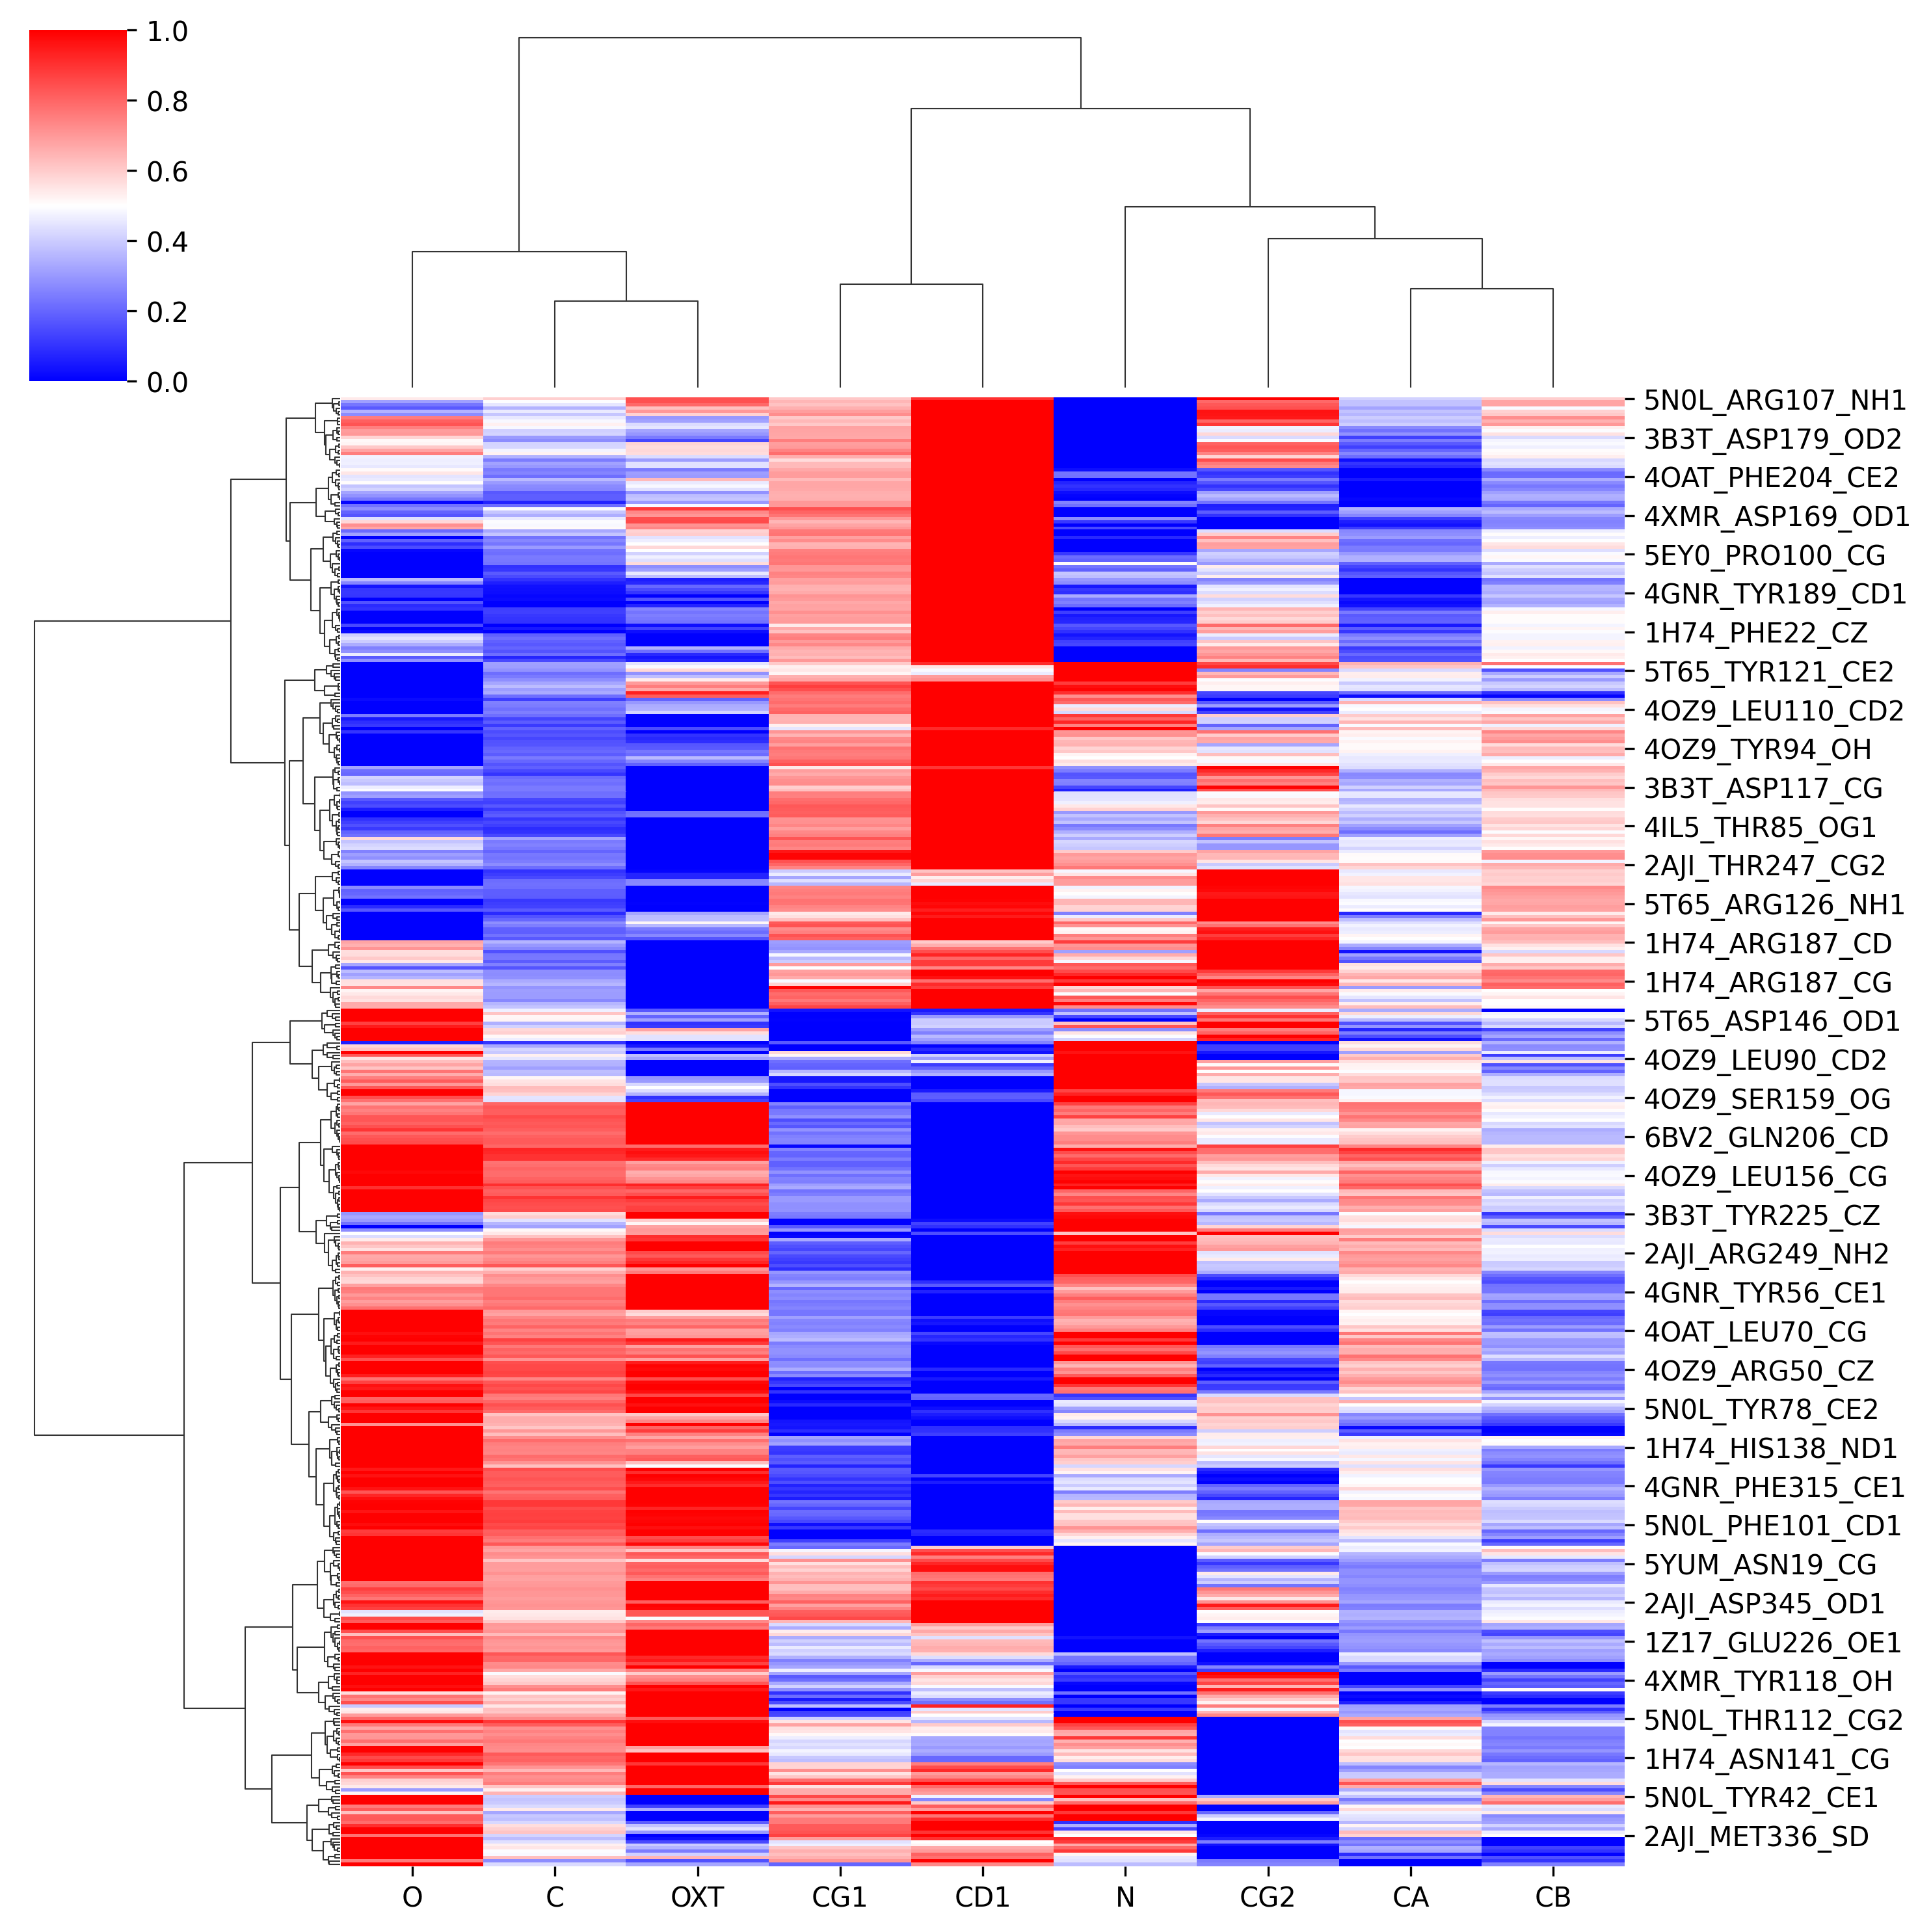 1.0
0.8
0.6
0.4
0.2
0.0
5N0L_ARG107_NH1
3B3T_ASP179_OD2
4OAT_PHE204_CE2
4XMR_ASP169_OD1
5EY0_PRO100_CG
4GNR_TYR189_CD1
1H74_PHE22_CZ
5T65_TYR121_CE2
4OZ9_LEU110_CD2
4OZ9_TYR94_OH
3B3T_ASP117_CG
4IL5_THR85_OG1
2AJI_THR247_CG2
5T65_ARG126_NH1
1H74_ARG187_CD
1H74_ARG187_CG
5T65_ASP146_OD1
4OZ9_LEU90_CD2
4OZ9_SER159_OG
6BV2_GLN206_CD
4OZ9_LEU156_CG
3B3T_TYR225_CZ
2AJI_ARG249_NH2
4GNR_TYR56_CE1
4OAT_LEU70_CG
4OZ9_ARG50_CZ
5N0L_TYR78_CE2
1H74_HIS138_ND1
4GNR_PHE315_CE1
5N0L_PHE101_CD1
5YUM_ASN19_CG
2AJI_ASP345_OD1
1Z17_GLU226_OE1
4XMR_TYR118_OH
5N0L_THR112_CG2
1H74_ASN141_CG
5N0L_TYR42_CE1
2AJI_MET336_SD
O C OXT CG1 CD1 N CG2 CA CB